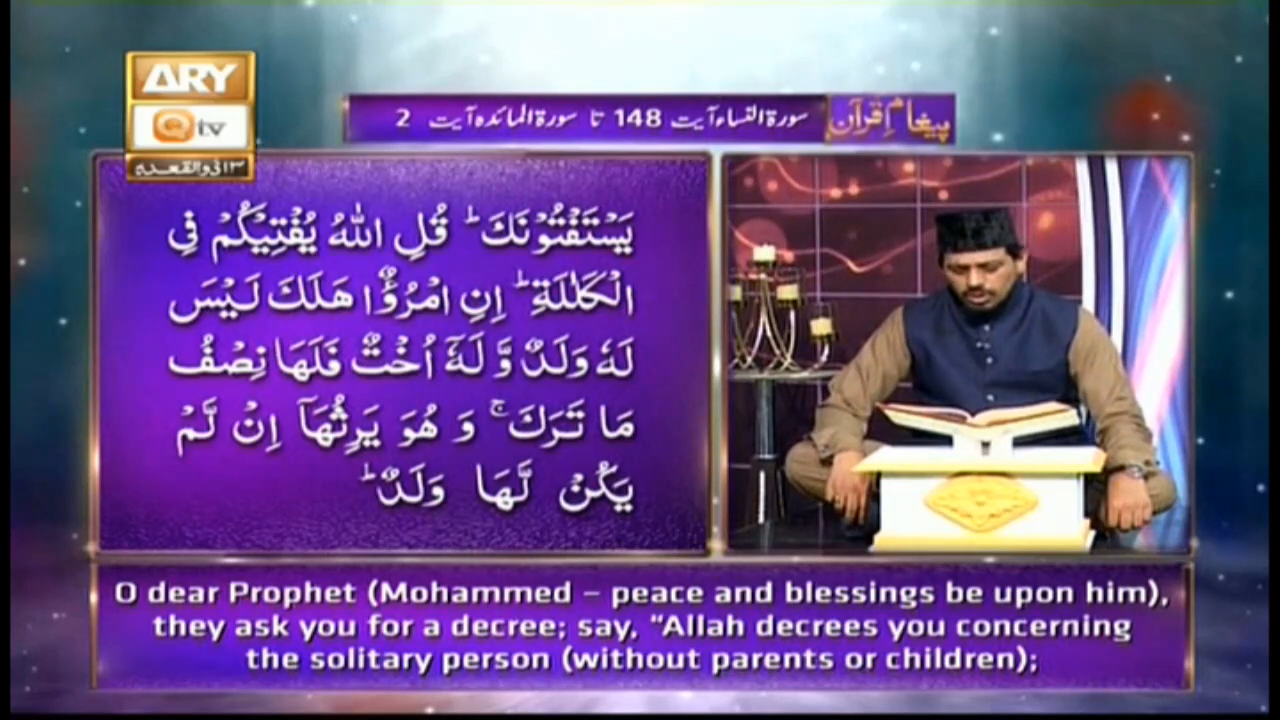 ARY
Qtv
۱۳ ذوالقعدہ
پیغام قرآن
سورۃ النساء آیت 148 تا سورۃ المائدہ آیت 2
يَسْتَفْتُوْنَكَ ؕ قُلِ اللّٰهُ يُفْتِيْكُمْ فِى
الْكَلٰلَةِ ؕ اِنِ امْرُؤٌا هَلَكَ لَيْسَ
لَهٗ وَلَدٌ وَّ لَهٗۤ اُخْتٌ فَلَهَا نِصْفُ
مَا تَرَكَ ۚ وَ هُوَ يَرِثُهَاۤ اِنْ لَّمْ
يَكُنْ لَّهَا وَلَدٌ ؕ
O dear Prophet (Mohammed – peace and blessings be upon him),
they ask you for a decree; say, "Allah decrees you concerning
the solitary person (without parents or children);